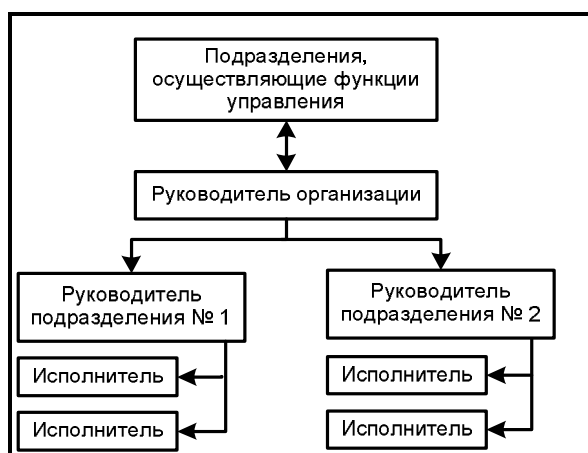 Подразделения,
осуществляющие функции
управления
Руководитель организации
Руководитель
подразделения № 1
Руководитель
подразделения № 2
Исполнитель
Исполнитель
Исполнитель
Исполнитель